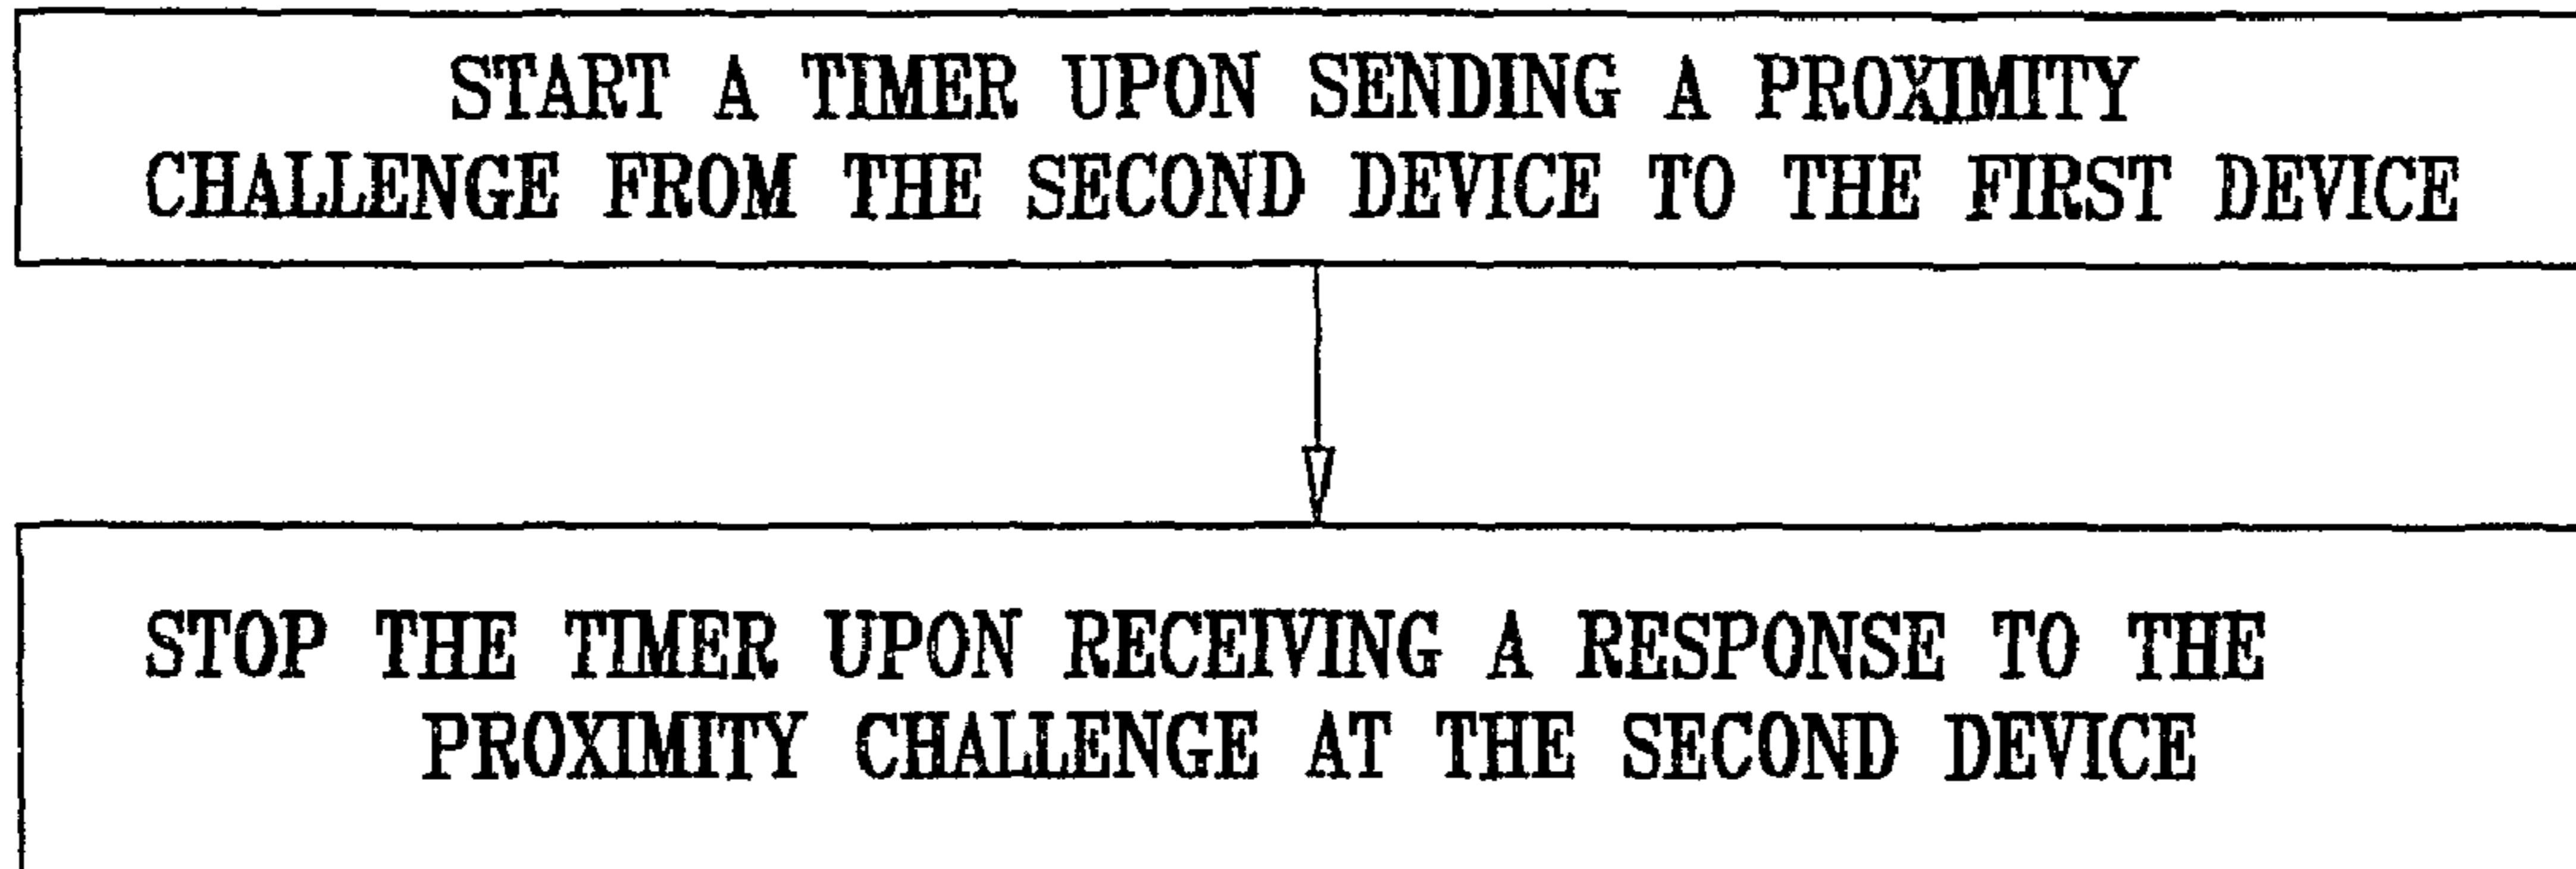 START A TIMER UPON SENDING A PROXIMITY
CHALLENGE FROM THE SECOND DEVICE TO THE FIRST DEVICE
STOP THE TIMER UPON RECEIVING A RESPONSE TO THE
PROXIMITY CHALLENGE AT THE SECOND DEVICE